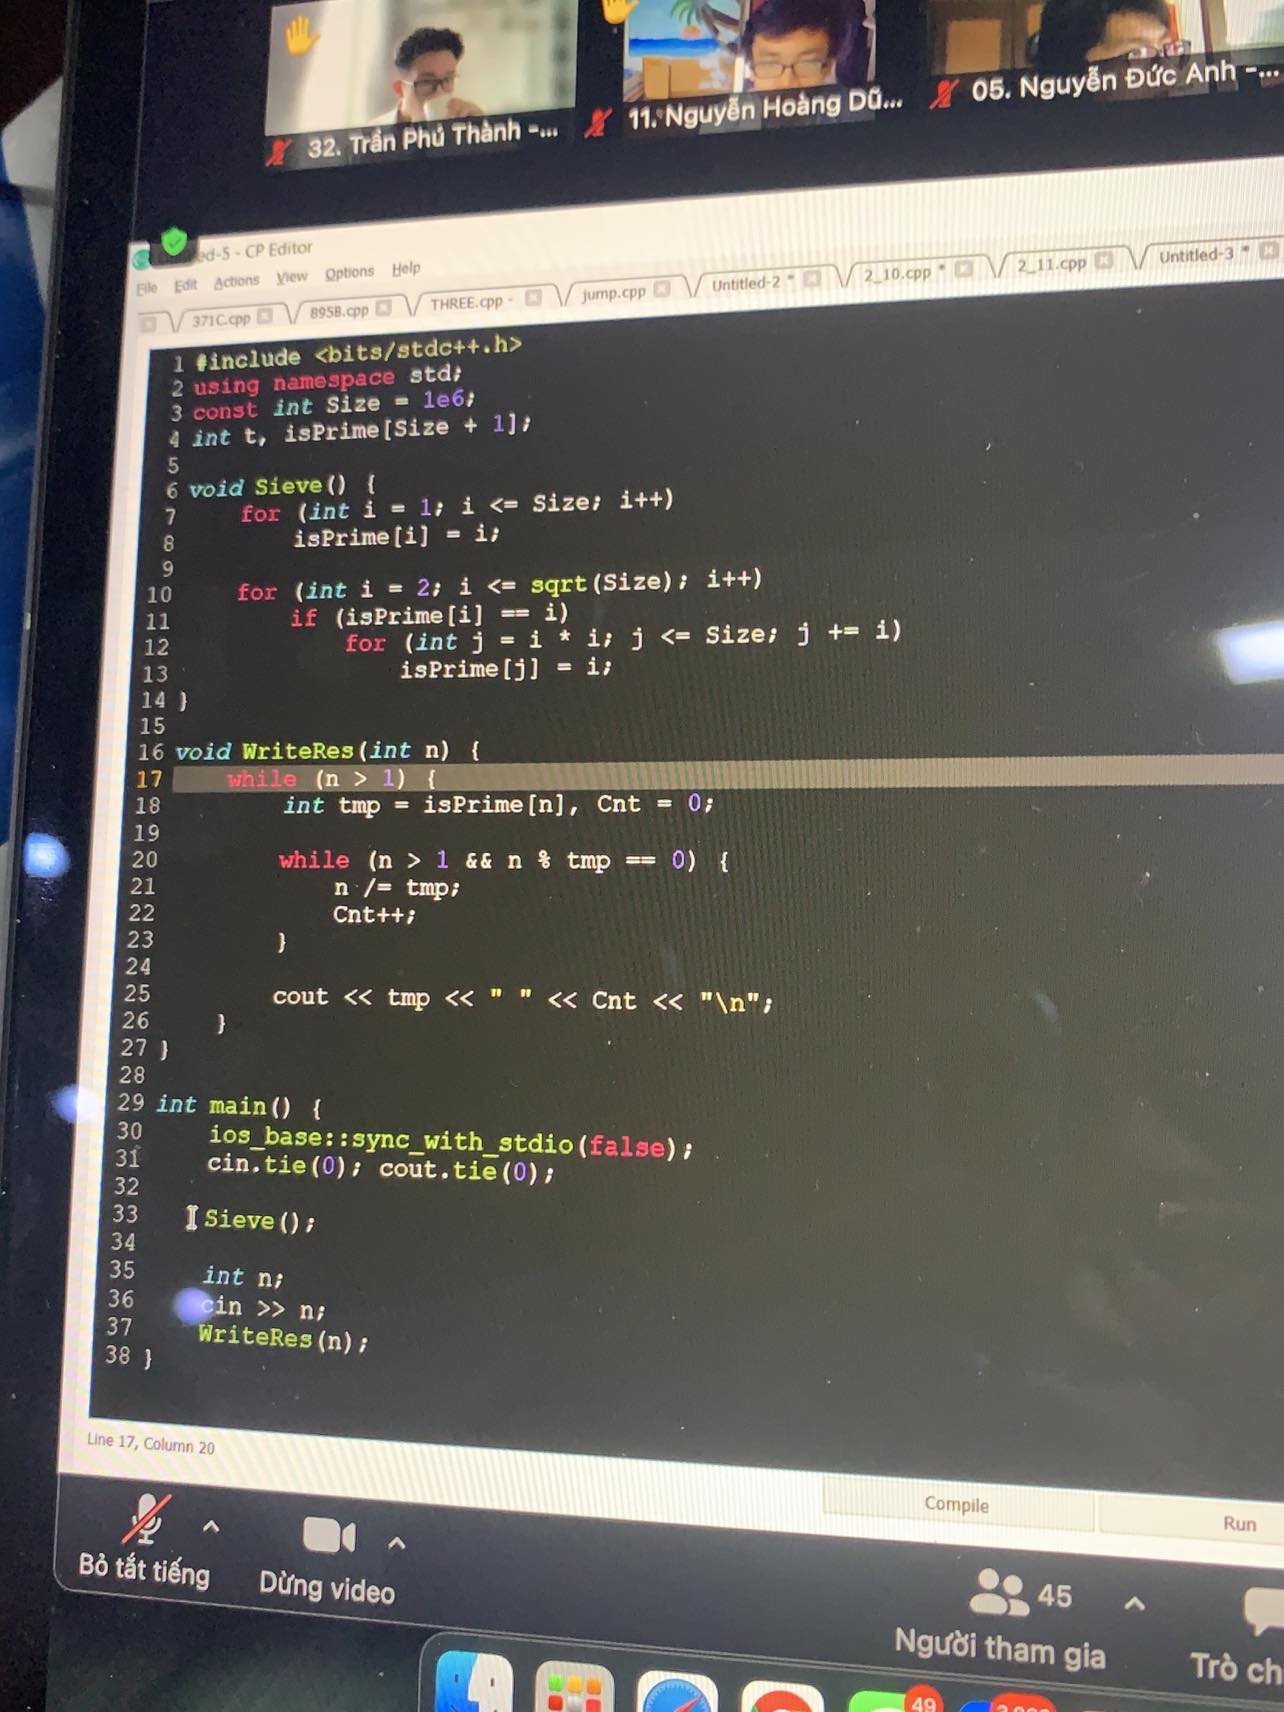 32. Trần Phú Thành -...
11. Nguyễn Hoàng Dũ...
05. Nguyễn Đức Anh -...
ed-5 - CP Editor
File Edit Actions View Options Help
371C.cpp 895B.cpp THREE.cpp - jump.cpp Untitled-2 * 2_10.cpp * 2_11.cpp Untitled-3 *
1 #include <bits/stdc++.h>
2 using namespace std;
3 const int Size = 1e6;
4 int t, isPrime[Size + 1];
5
6 void Sieve() {
7 for (int i = 1; i <= Size; i++)
8 isPrime[i] = i;
9
10 for (int i = 2; i <= sqrt(Size); i++)
11 if (isPrime[i] == i)
12 for (int j = i * i; j <= Size; j += i)
13 isPrime[j] = i;
14 }
15
16 void WriteRes(int n) {
17 while (n > 1) {
18 int tmp = isPrime[n], Cnt = 0;
19
20 while (n > 1 && n % tmp == 0) {
21 n /= tmp;
22 Cnt++;
23 }
24
25 cout << tmp << " " << Cnt << "\n";
26 }
27 }
28
29 int main() {
30 ios_base::sync_with_stdio(false);
31 cin.tie(0); cout.tie(0);
32
33 Sieve();
34
35 int n;
36 cin >> n;
37 WriteRes(n);
38 }
Line 17, Column 20
Compile
Run
Bỏ tắt tiếng
Dừng video
45
Người tham gia
Trò ch
49